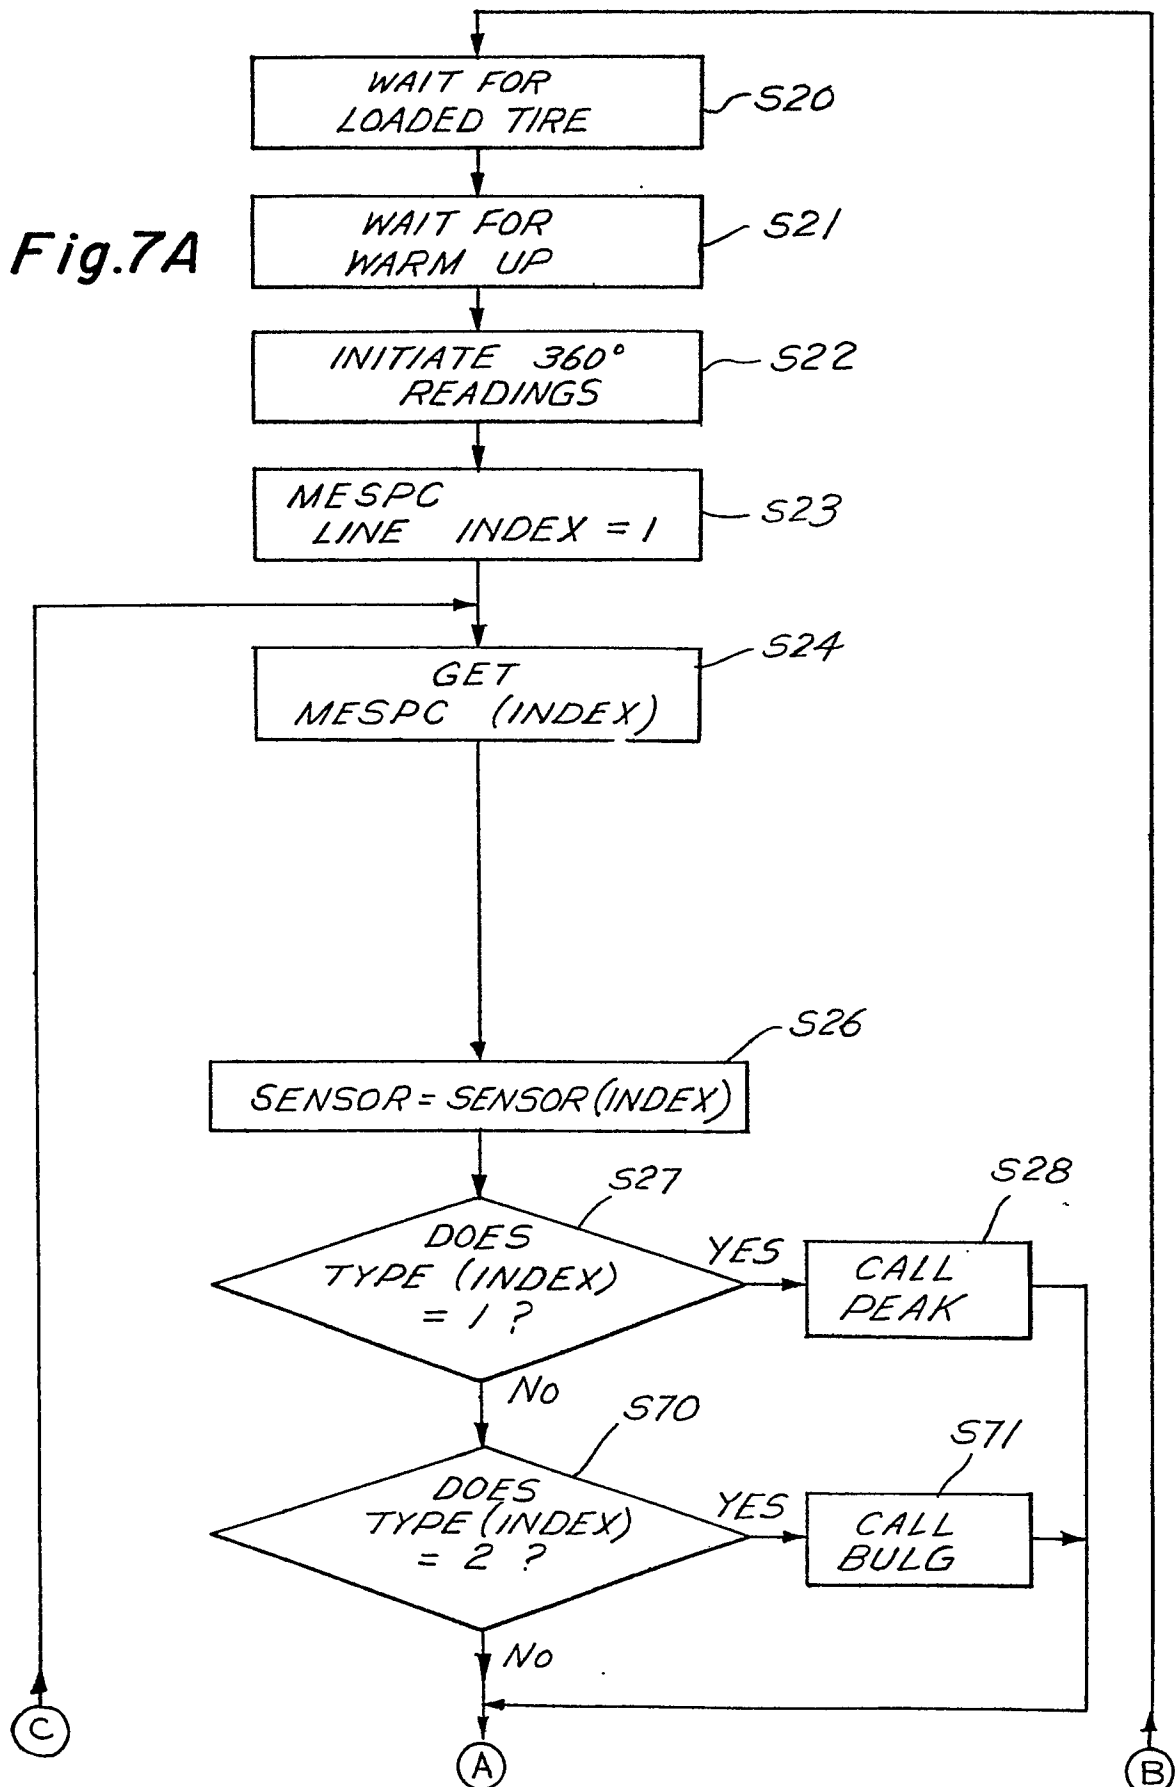 WAIT FOR
LOADED TIRE
S20
Fig.7A
WAIT FOR
WARM UP
S21
INITIATE 360°
READINGS
S22
MESPC
LINE INDEX = 1
S23
GET
MESPC (INDEX)
S24
S26
SENSOR = SENSOR (INDEX)
S27
DOES
TYPE (INDEX)
= 1 ?
YES
S28
CALL
PEAK
No
S70
DOES
TYPE (INDEX)
= 2 ?
YES
S71
CALL
BULG
No
C
A
B